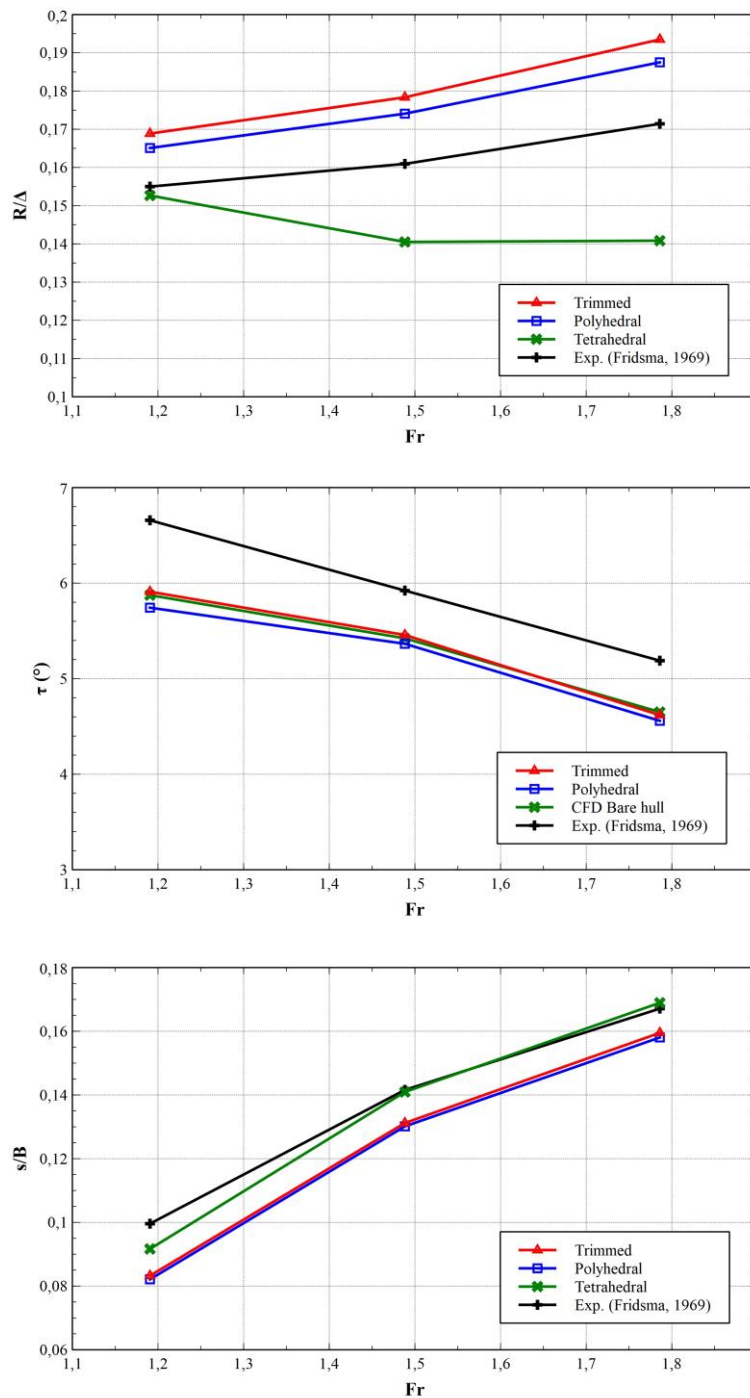 0,2
0,19
0,18
0,17
0,16
0,15
0,14
0,13
0,12
0,11
0,1
R/Δ
Trimmed
Polyhedral
Tetrahedral
Exp. (Fridsma, 1969)
1,1 1,2 1,3 1,4 1,5 1,6 1,7 1,8
Fr
7
6
5
4
3
τ (°)
Trimmed
Polyhedral
CFD Bare hull
Exp. (Fridsma, 1969)
1,1 1,2 1,3 1,4 1,5 1,6 1,7 1,8
Fr
0,18
0,16
0,14
0,12
0,1
0,08
0,06
s/B
Trimmed
Polyhedral
Tetrahedral
Exp. (Fridsma, 1969)
1,1 1,2 1,3 1,4 1,5 1,6 1,7 1,8
Fr